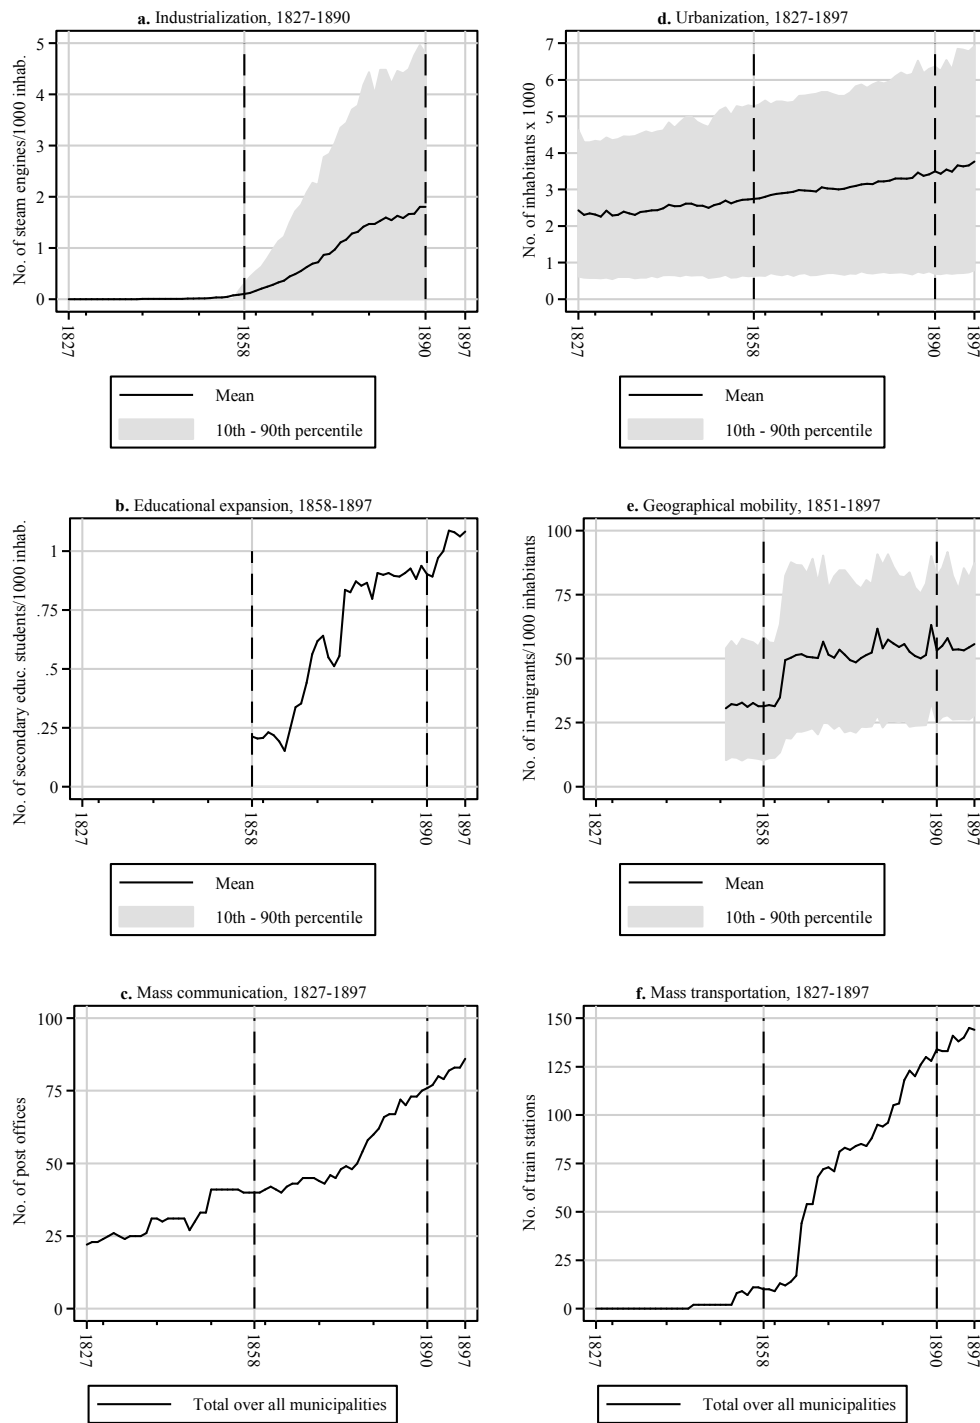 a. Industrialization, 1827-1890
No. of steam engines/1000 inhab.
5
4
3
2
1
0
1827
1858
1890
1897
Mean
10th - 90th percentile
d. Urbanization, 1827-1897
No. of inhabitants x 1000
7
6
5
4
3
2
1
0
1827
1858
1890
1897
Mean
10th - 90th percentile
b. Educational expansion, 1858-1897
No. of secondary educ. students/1000 inhab.
1
.75
.5
.25
0
1827
1858
1890
1897
Mean
10th - 90th percentile
e. Geographical mobility, 1851-1897
No. of in-migrants/1000 inhabitants
100
75
50
25
0
1827
1858
1890
1897
Mean
10th - 90th percentile
c. Mass communication, 1827-1897
No. of post offices
100
75
50
25
0
1827
1858
1890
1897
Total over all municipalities
f. Mass transportation, 1827-1897
No. of train stations
150
125
100
75
50
25
0
1827
1858
1890
1897
Total over all municipalities